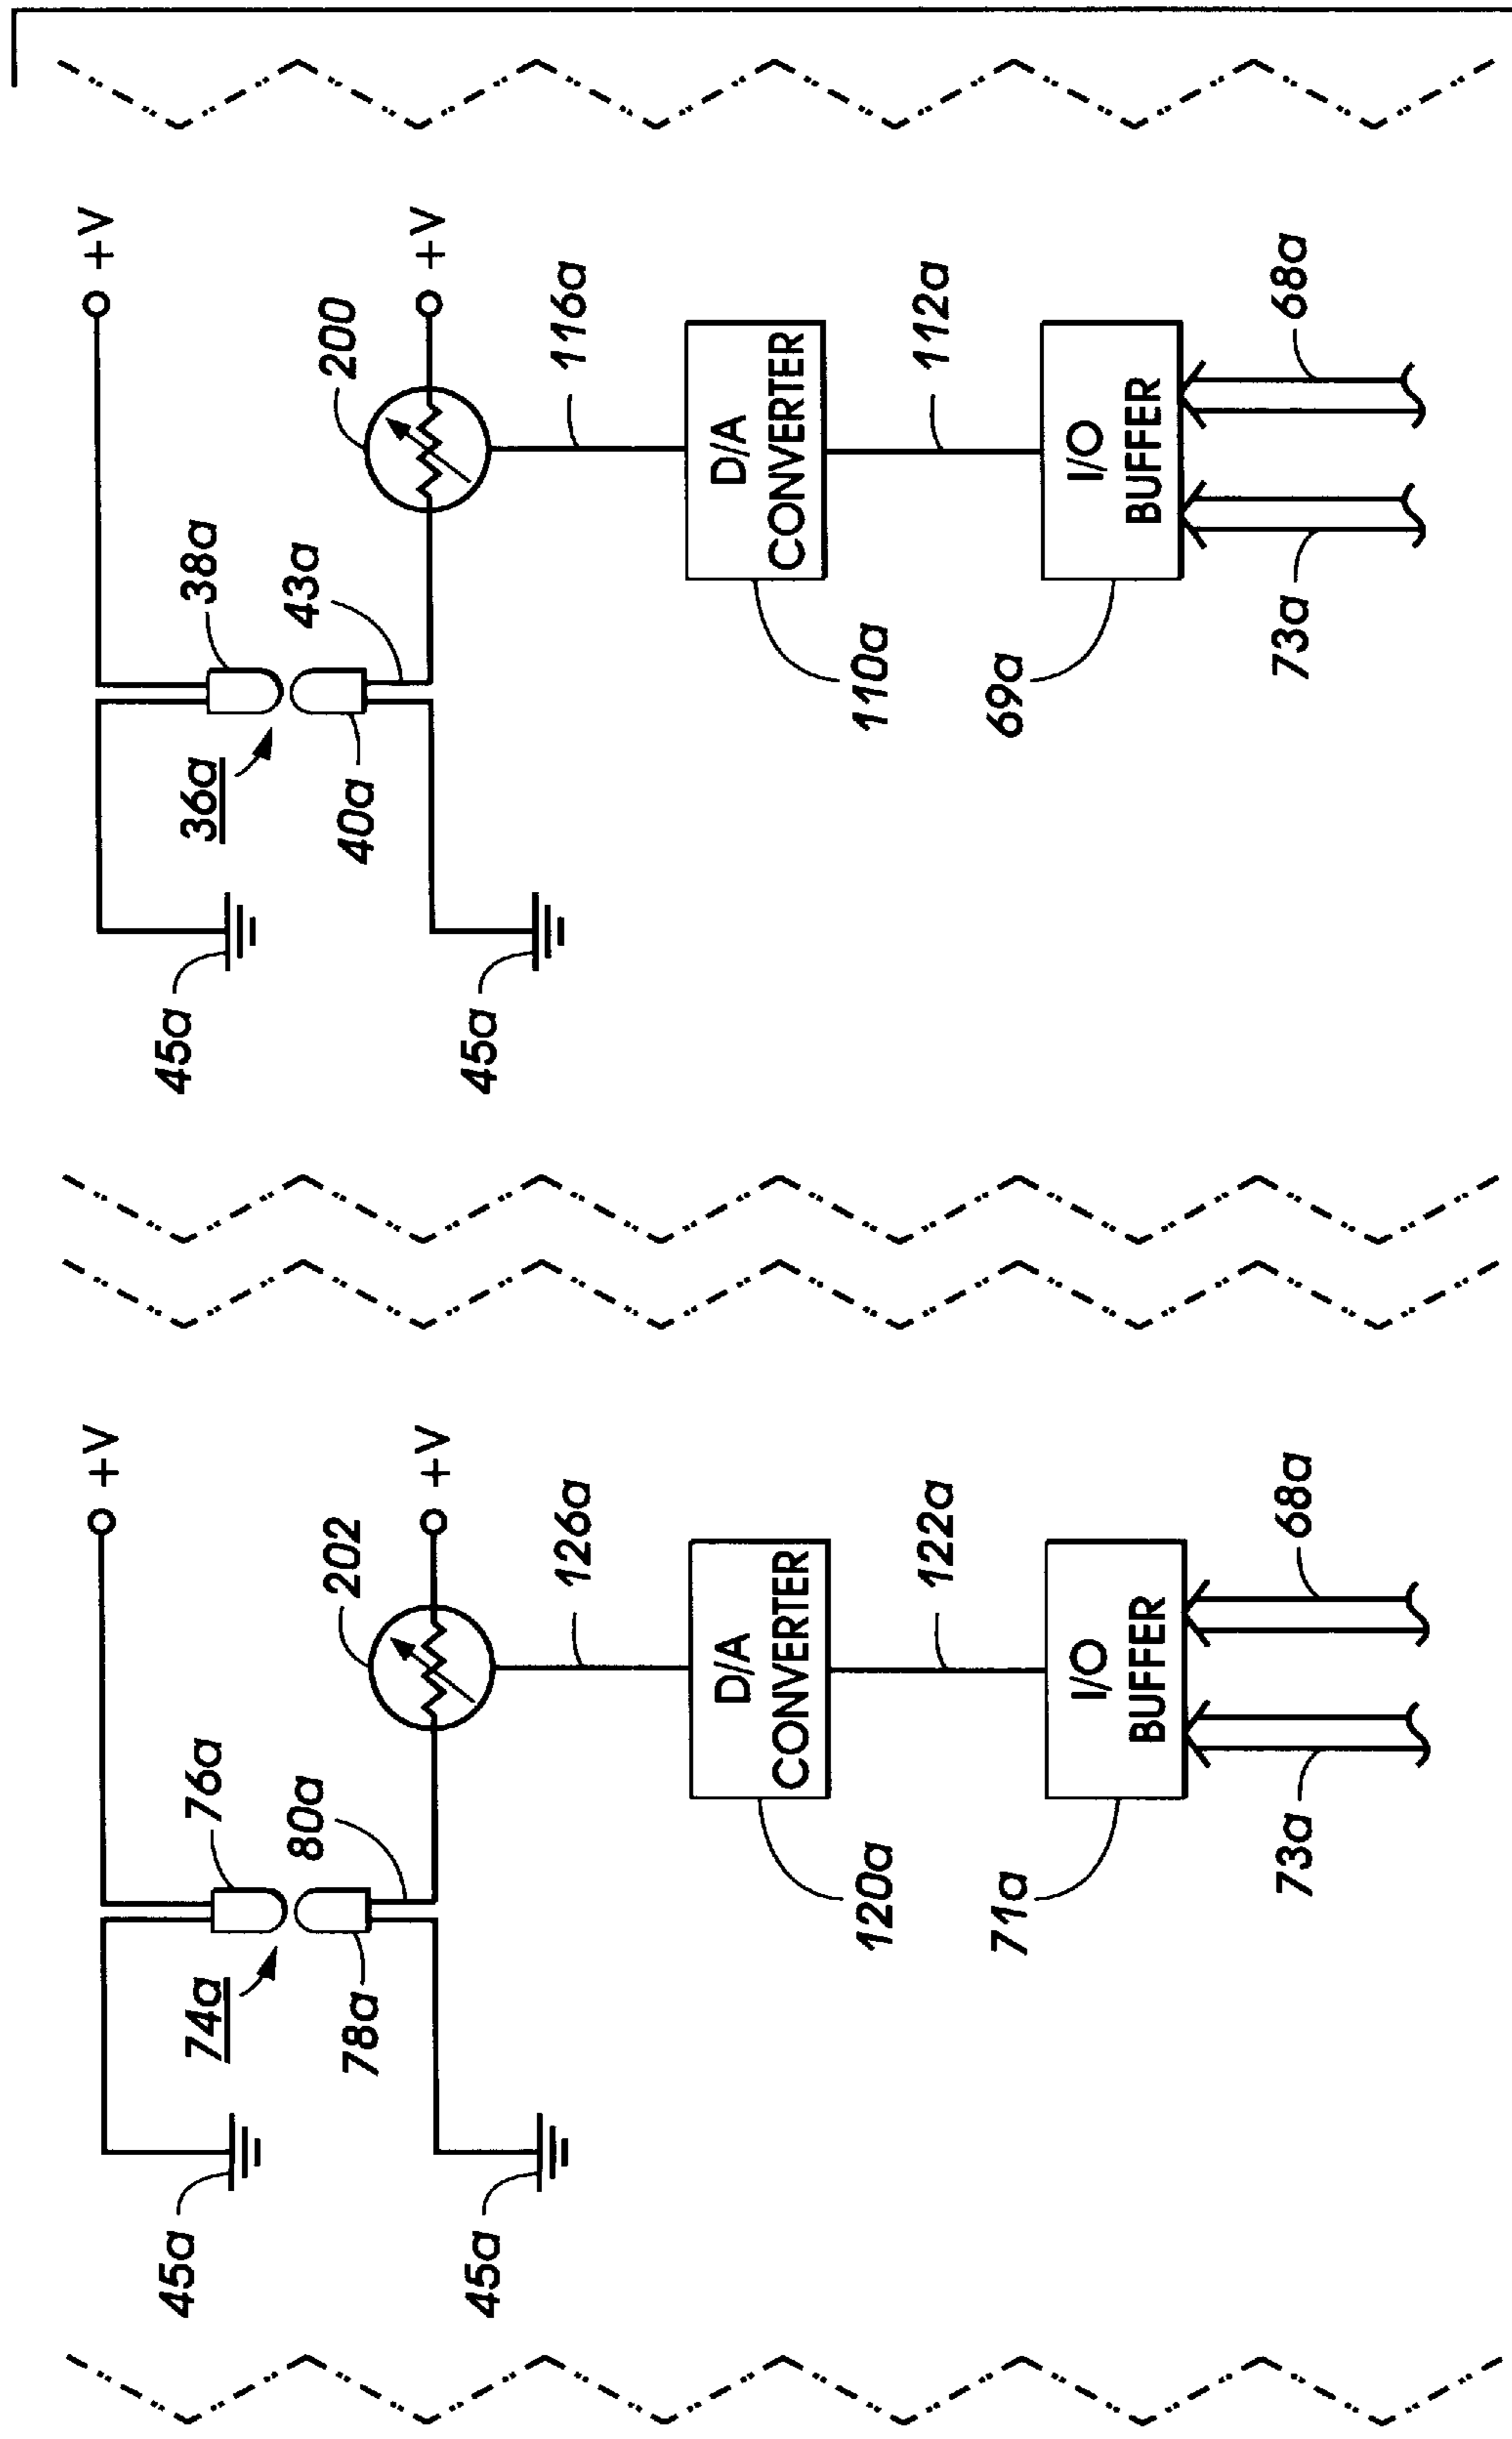 +V
+V
200
116a
38a
43a
36a
40a
45a
45a
D/A
CONVERTER
110a
112a
I/O
BUFFER
69a
68a
73a
+V
+V
202
126a
76a
80a
74a
78a
45a
45a
D/A
CONVERTER
120a
122a
I/O
BUFFER
71a
68a
73a